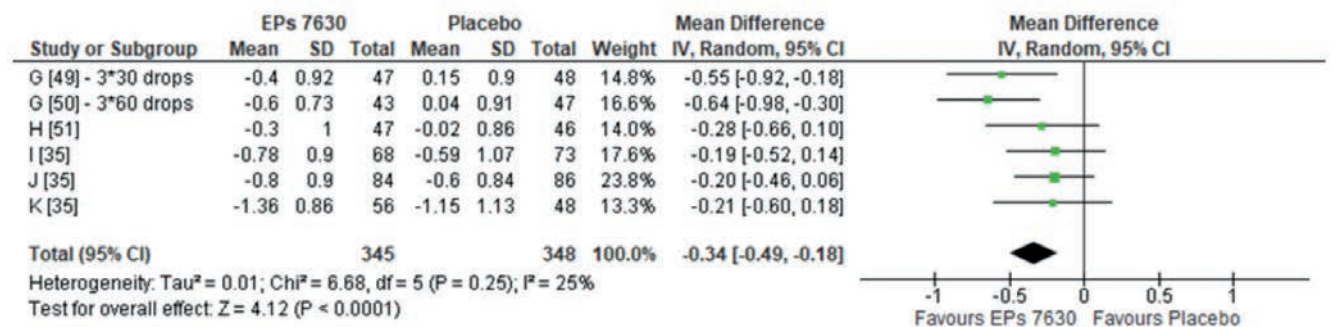 EPs 7630 Placebo Mean Difference Mean Difference
Study or Subgroup Mean SD Total Mean SD Total Weight IV, Random, 95% CI IV, Random, 95% CI
G [49] - 3*30 drops -0.4 0.92 47 0.15 0.9 48 14.8% -0.55 [-0.92, -0.18]
G [50] - 3*60 drops -0.6 0.73 43 0.04 0.91 47 16.6% -0.64 [-0.98, -0.30]
H [51] -0.3 1 47 -0.02 0.86 46 14.0% -0.28 [-0.66, 0.10]
I [35] -0.78 0.9 68 -0.59 1.07 73 17.6% -0.19 [-0.52, 0.14]
J [35] -0.8 0.9 84 -0.6 0.84 86 23.8% -0.20 [-0.46, 0.06]
K [35] -1.36 0.86 56 -1.15 1.13 48 13.3% -0.21 [-0.60, 0.18]
Total (95% CI) 345 348 100.0% -0.34 [-0.49, -0.18]
Heterogeneity: Tau² = 0.01; Chi² = 6.68, df = 5 (P = 0.25); I² = 25%
Test for overall effect: Z = 4.12 (P < 0.0001)
-1 -0.5 0 0.5 1
Favours EPs 7630 Favours Placebo